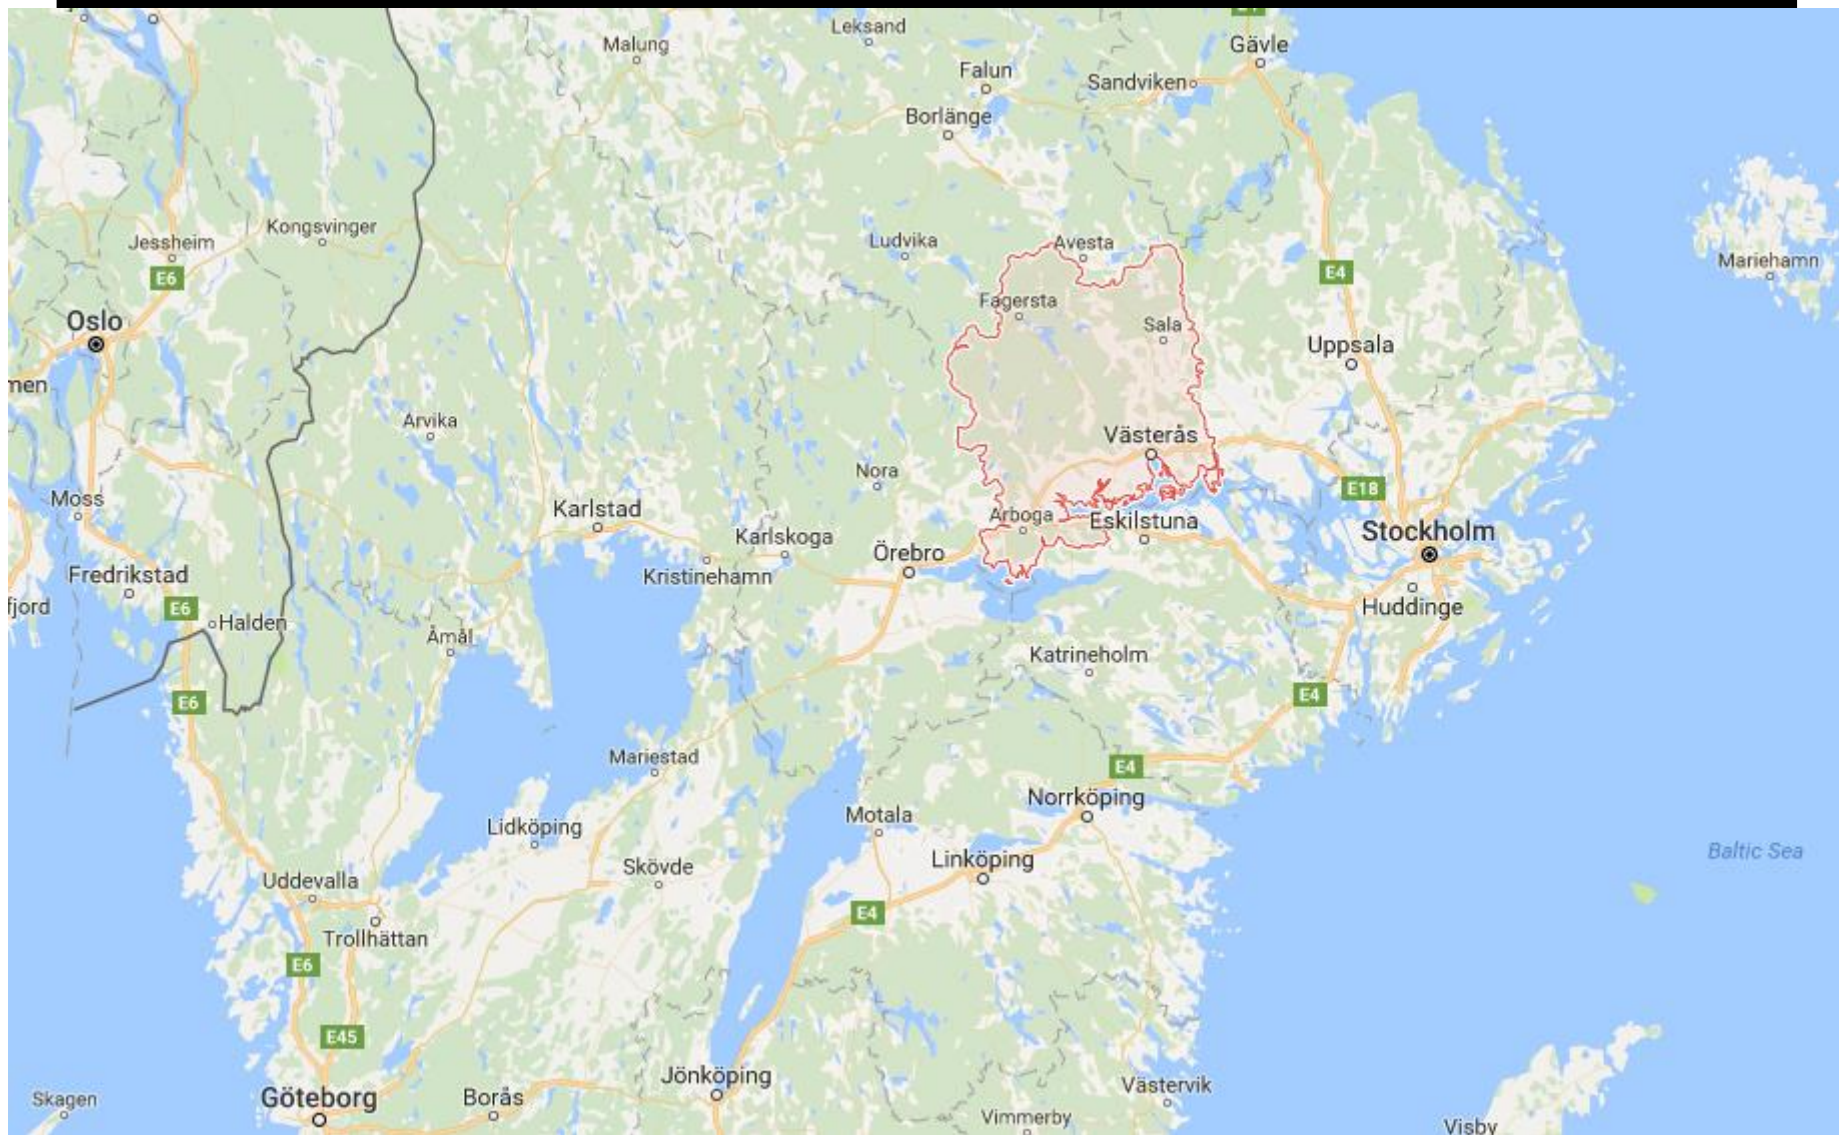 Leksand
Malung
Gävle
Falun
Sandviken
Borlänge
Kongsvinger
Jessheim
Ludvika
Avesta
Mariehamn
E6
E4
Fagersta
Oslo
Sala
Uppsala
men
Arvika
Västerås
Nora
E18
Moss
Karlstad
Arboga
Eskilstuna
Stockholm
Karlskoga
Örebro
Fredrikstad
Kristinehamn
fjord
E6
Huddinge
Halden
Åmål
Katrineholm
E6
E4
Mariestad
E4
Norrköping
Motala
Lidköping
Baltic Sea
Linköping
Skövde
Uddevalla
E4
Trollhättan
E6
E45
Jönköping
Västervik
Skagen
Göteborg
Borås
Vimmerby
Visby